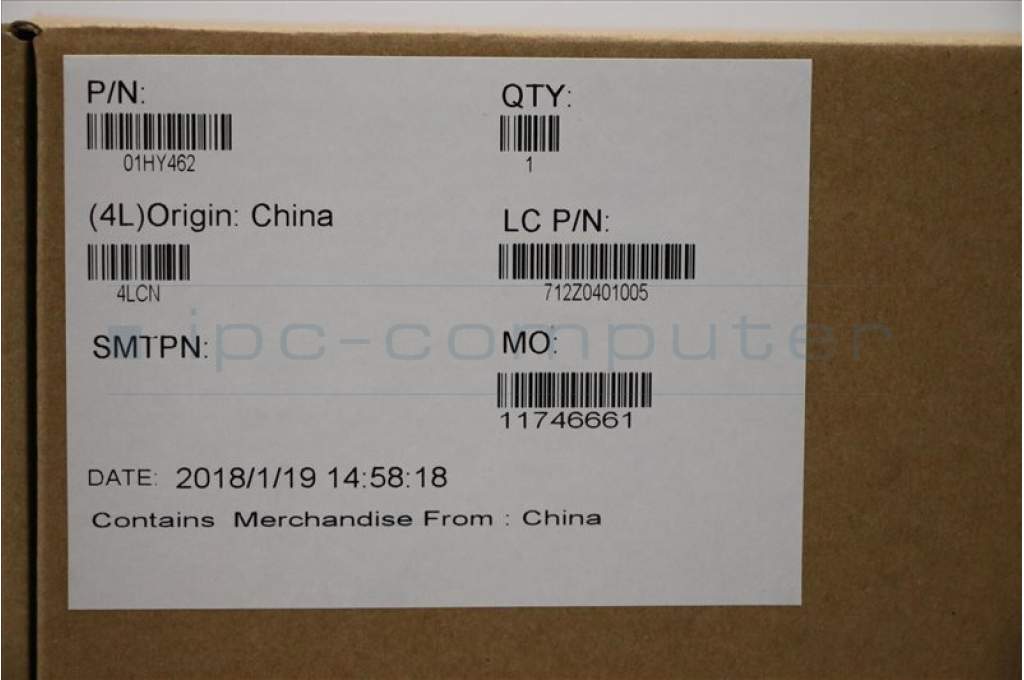 P/N:
01HY462
QTY:
1
(4L)Origin: China
4LCN
LC P/N:
712Z0401005
SMTPN:
MO:
11746661
ipc-computer
DATE: 2018/1/19 14:58:18
Contains Merchandise From : China